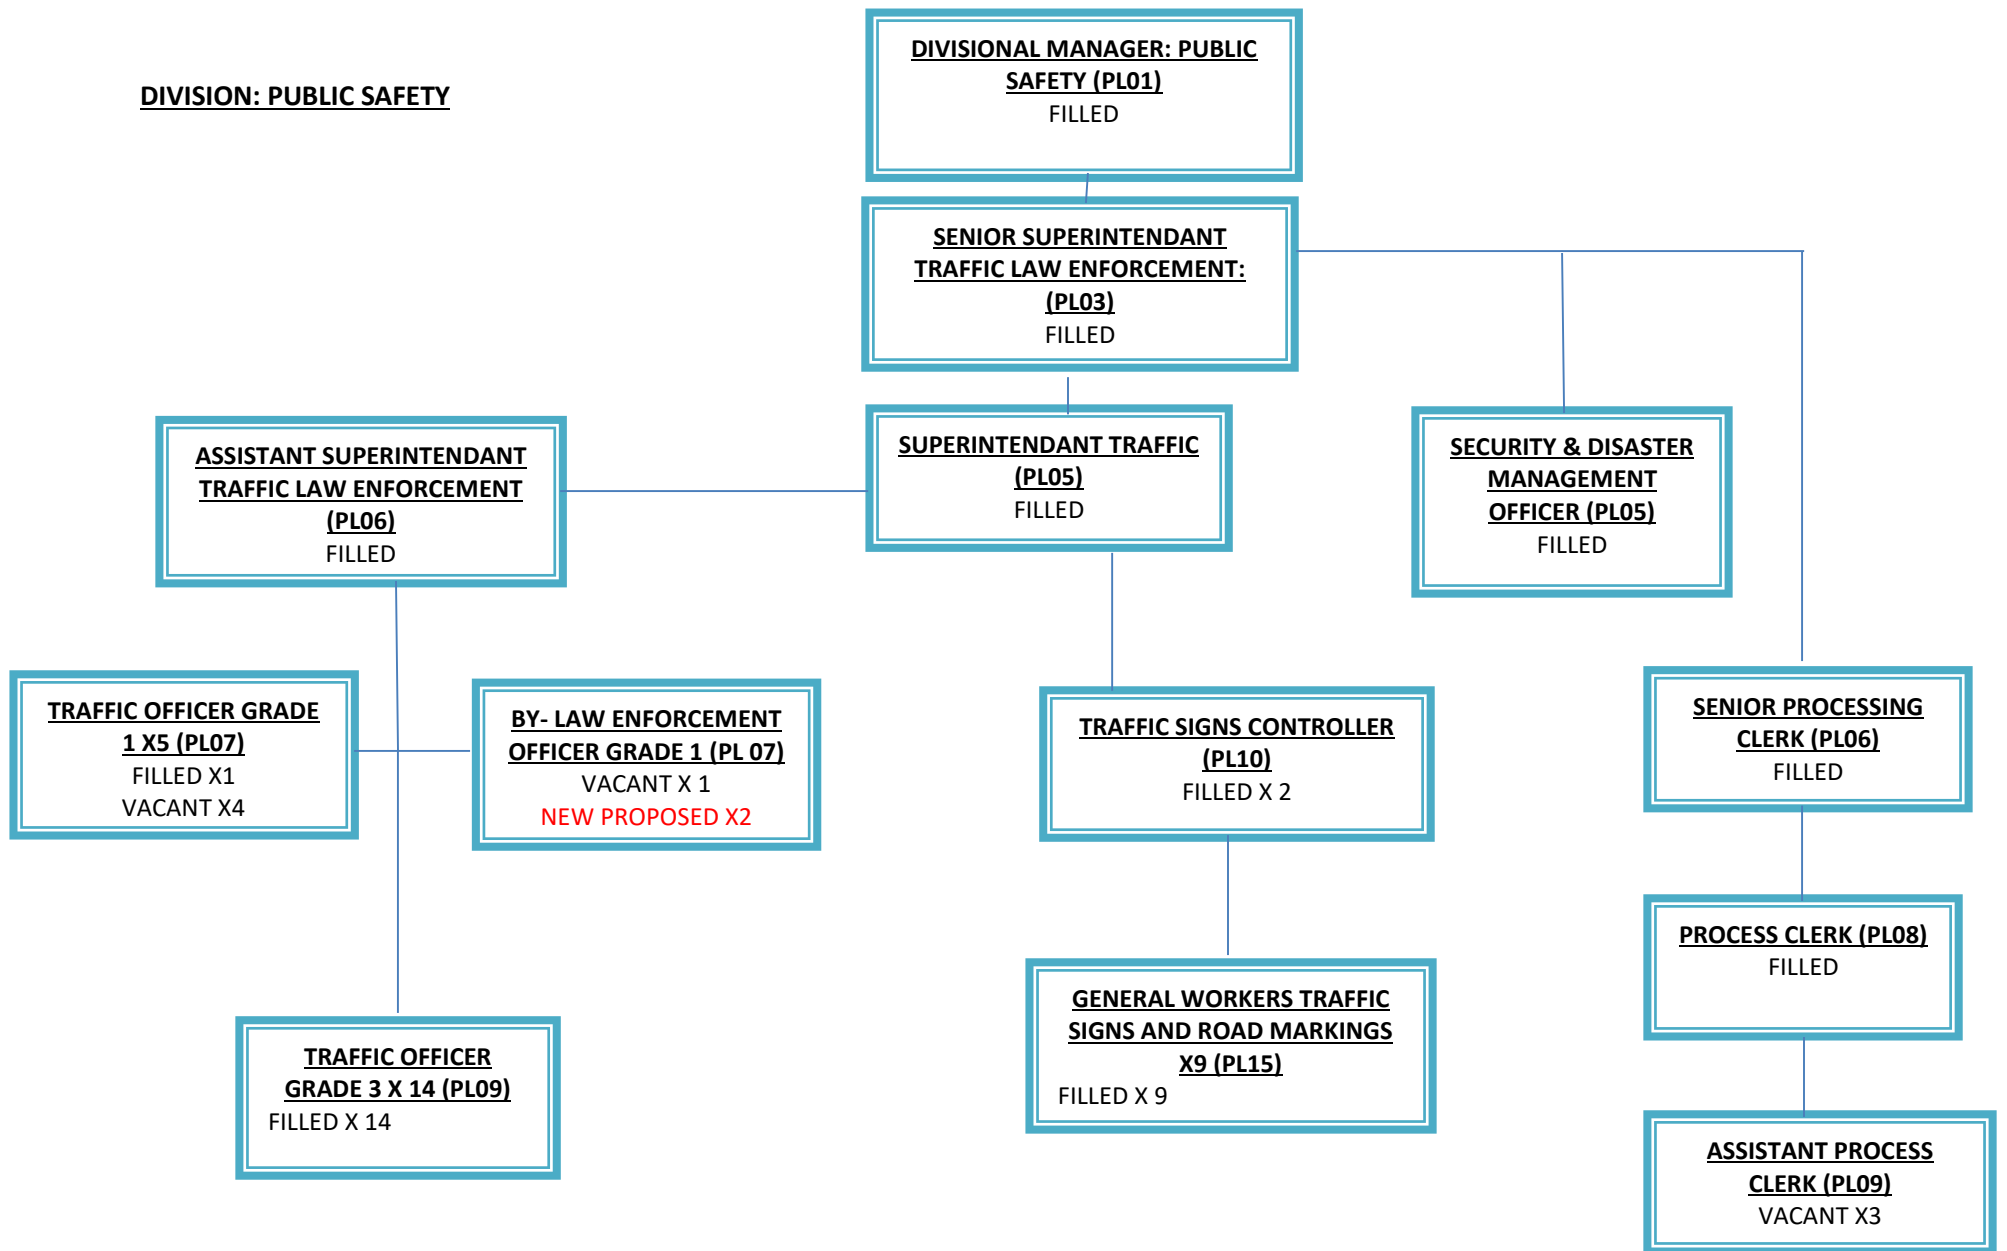 DIVISION: PUBLIC SAFETY
DIVISIONAL MANAGER: PUBLIC
SAFETY (PL01)
FILLED
SENIOR SUPERINTENDANT
TRAFFIC LAW ENFORCEMENT:
(PL03)
FILLED
ASSISTANT SUPERINTENDANT
TRAFFIC LAW ENFORCEMENT
(PL06)
FILLED
SUPERINTENDANT TRAFFIC
(PL05)
FILLED
SECURITY & DISASTER
MANAGEMENT
OFFICER (PL05)
FILLED
TRAFFIC OFFICER GRADE
1 X5 (PL07)
FILLED X1
VACANT X4
BY- LAW ENFORCEMENT
OFFICER GRADE 1 (PL 07)
VACANT X 1
NEW PROPOSED X2
TRAFFIC SIGNS CONTROLLER
(PL10)
FILLED X 2
SENIOR PROCESSING
CLERK (PL06)
FILLED
PROCESS CLERK (PL08)
FILLED
TRAFFIC OFFICER
GRADE 3 X 14 (PL09)
FILLED X 14
GENERAL WORKERS TRAFFIC
SIGNS AND ROAD MARKINGS
X9 (PL15)
FILLED X 9
ASSISTANT PROCESS
CLERK (PL09)
VACANT X3